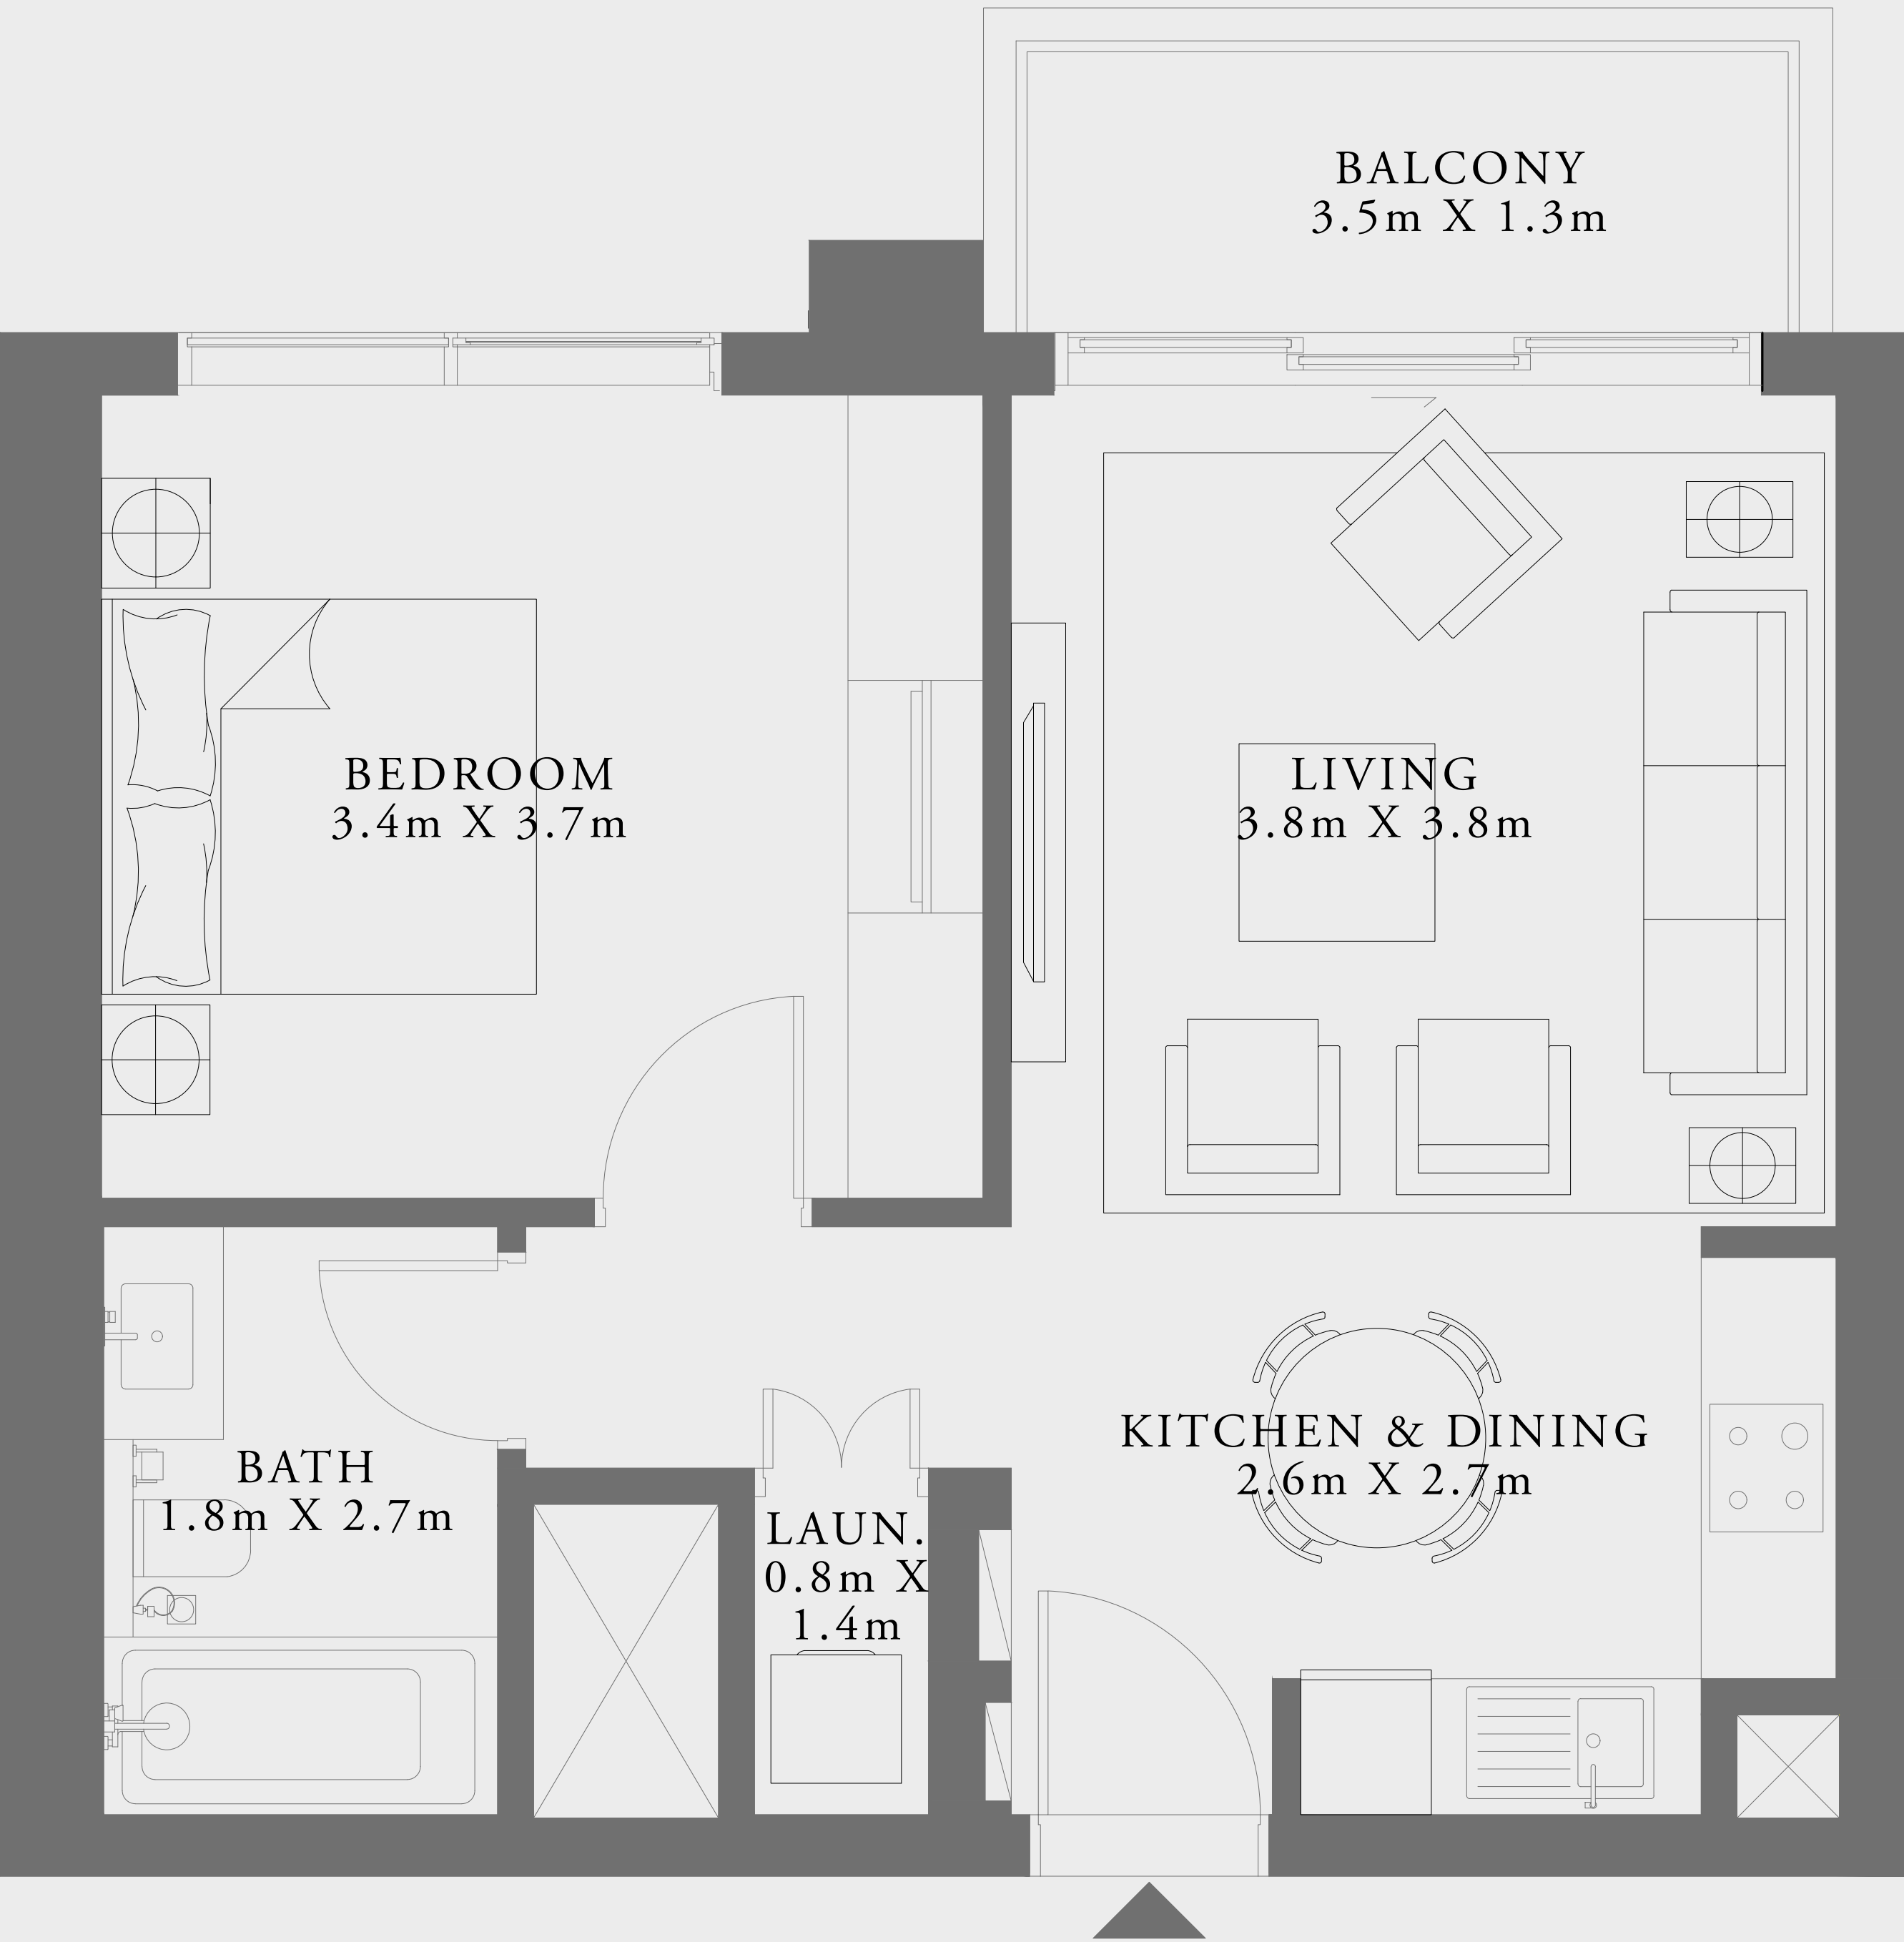 BALCONY
3.5m X 1.3m
BEDROOM
3.4m X 3.7m
LIVING
3.8m X 3.8m
KITCHEN & DINING
2.6m X 2.7m
BATH
1.8m X 2.7m
LAUN.
0.8m X
1.4m